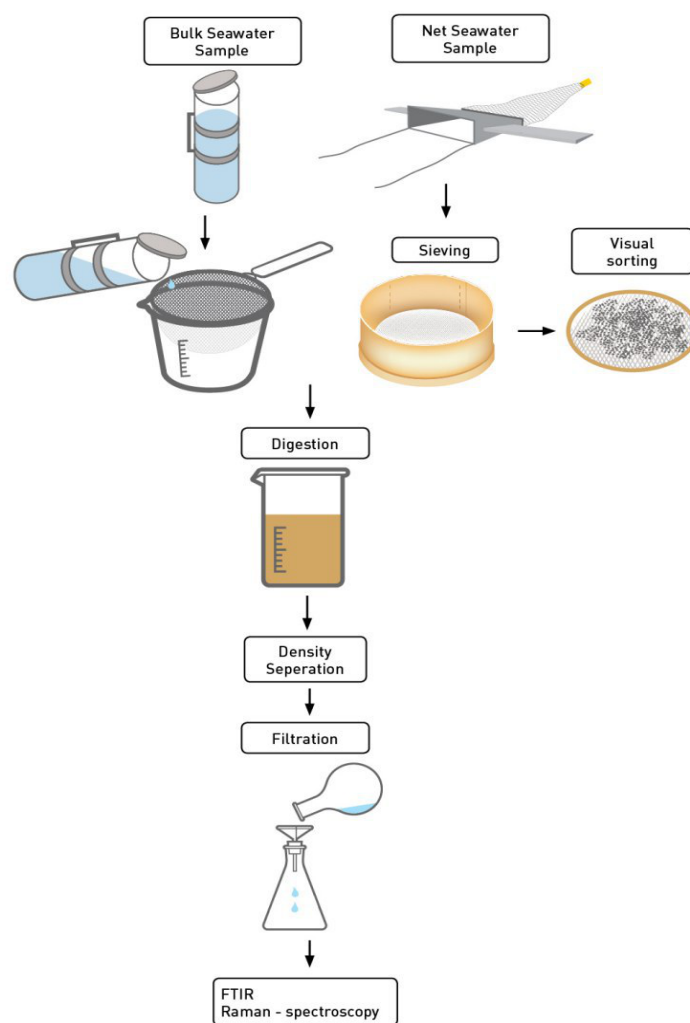 Bulk Seawater
Sample
Net Seawater
Sample
Sieving
Visual
sorting
Digestion
Density
Seperation
Filtration
FTIR
Raman - spectroscopy